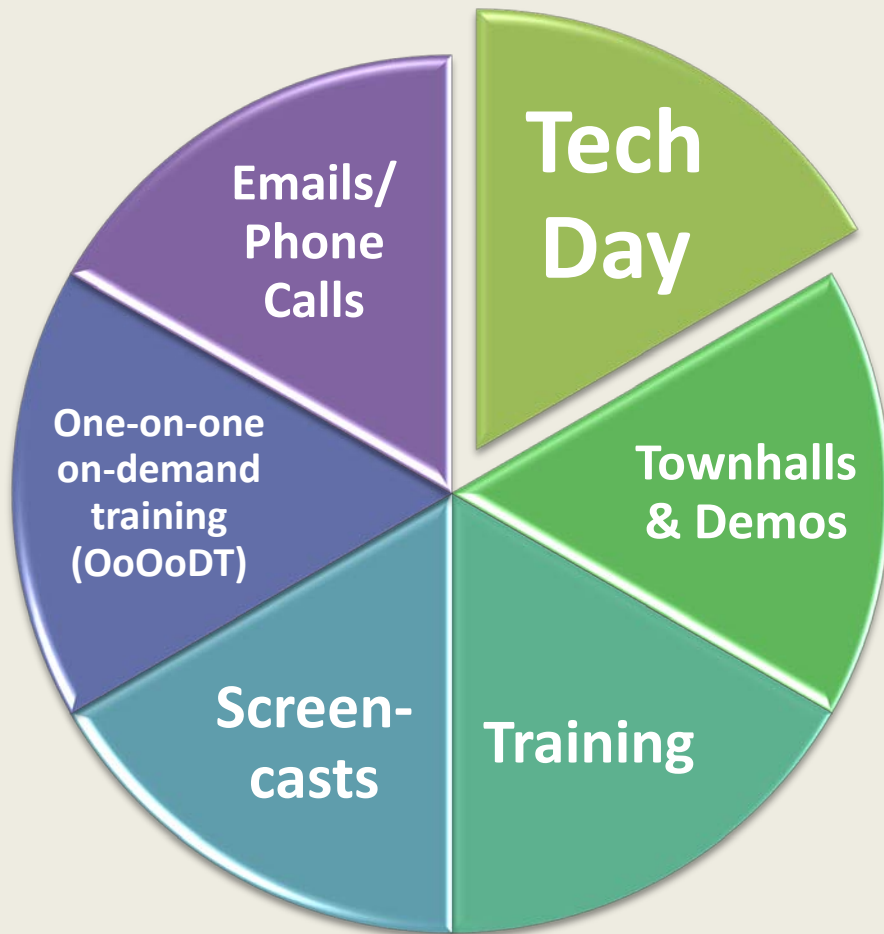 Tech
Day
Emails/
Phone
Calls
One-on-one
on-demand
training
(OoOoDT)
Townhalls
& Demos
Screen-
casts
Training